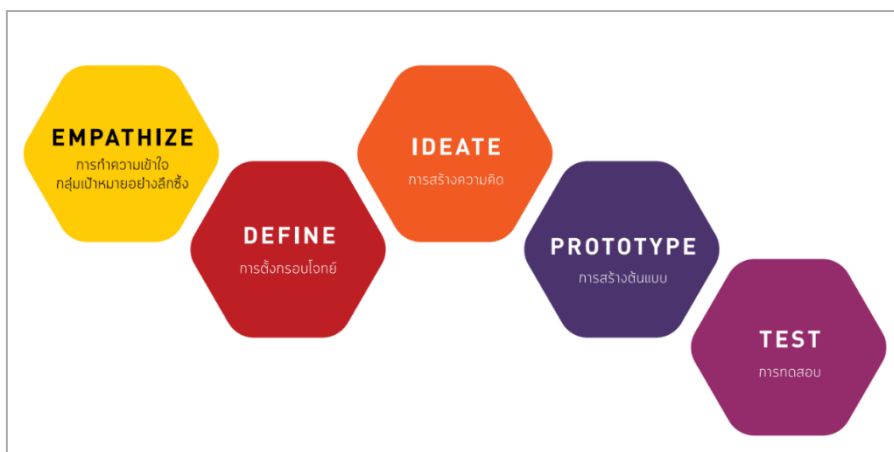 EMPATHIZE
การทำความเข้าใจ
กลุ่มเป้าหมายอย่างลึกซึ้ง
DEFINE
การตั้งกรอบโจทย์
IDEATE
การสร้างความคิด
PROTOTYPE
การสร้างต้นแบบ
TEST
การทดสอบ